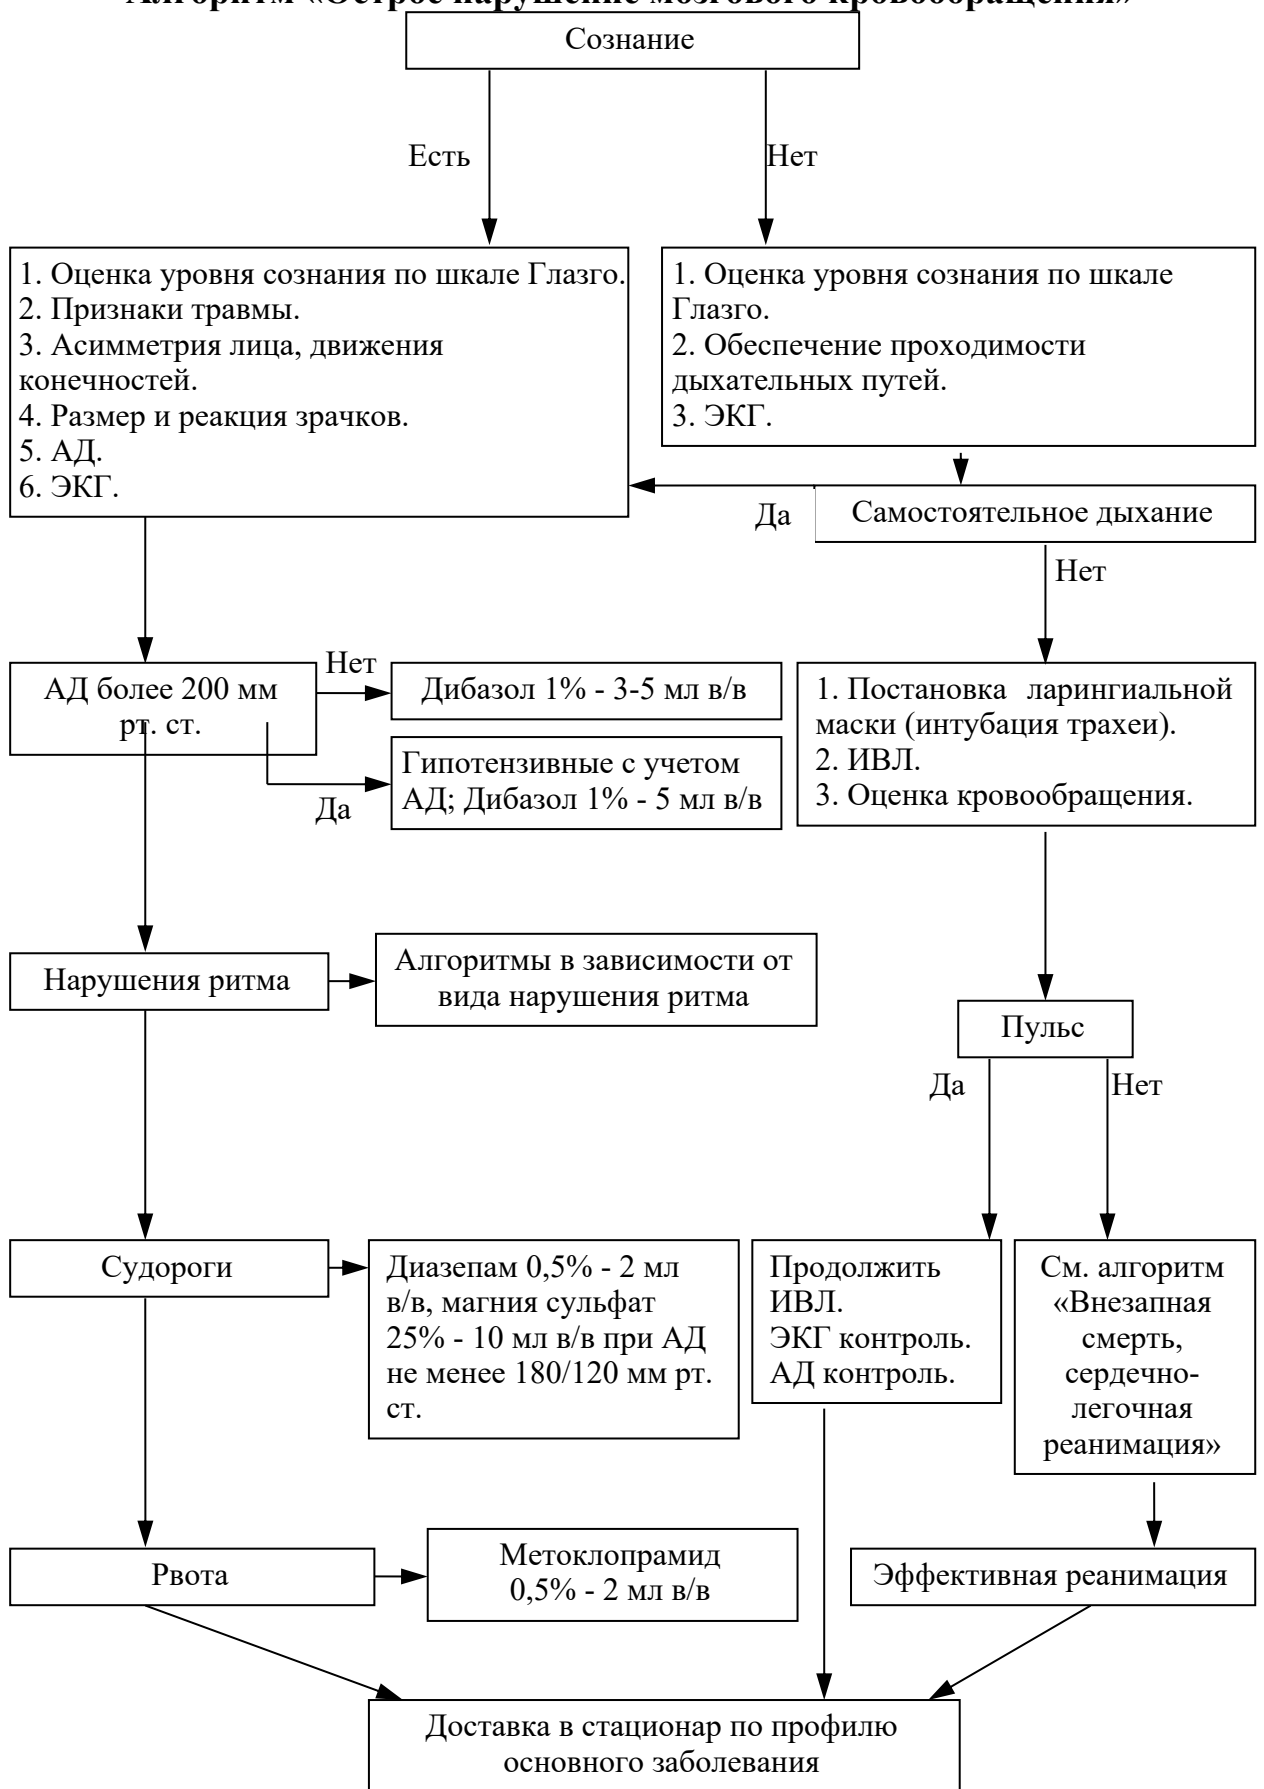 Алгоритм «Острое нарушение мозгового кровообращения»
Сознание
Есть
Нет
1. Оценка уровня сознания по шкале Глазго.
2. Признаки травмы.
3. Асимметрия лица, движения
конечностей.
4. Размер и реакция зрачков.
5. АД.
6. ЭКГ.
1. Оценка уровня сознания по шкале
Глазго.
2. Обеспечение проходимости
дыхательных путей.
3. ЭКГ.
Да
Самостоятельное дыхание
Нет
АД более 200 мм
рт. ст.
Нет
Дибазол 1% - 3-5 мл в/в
Да
Гипотензивные с учетом
АД; Дибазол 1% - 5 мл в/в
1. Постановка ларингиальной
маски (интубация трахеи).
2. ИВЛ.
3. Оценка кровообращения.
Нарушения ритма
Алгоритмы в зависимости от
вида нарушения ритма
Пульс
Да
Нет
Судороги
Диазепам 0,5% - 2 мл
в/в, магния сульфат
25% - 10 мл в/в при АД
не менее 180/120 мм рт.
ст.
Продолжить
ИВЛ.
ЭКГ контроль.
АД контроль.
См. алгоритм
«Внезапная
смерть,
сердечно-
легочная
реанимация»
Рвота
Метоклопрамид
0,5% - 2 мл в/в
Эффективная реанимация
Доставка в стационар по профилю
основного заболевания